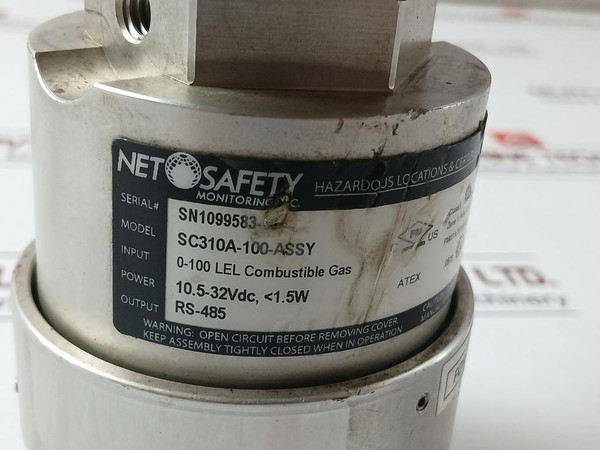 NET SAFETY
MONITORING INC.
HAZARDOUS LOCATIONS &
SERIAL# SN1099583-
MODEL SC310A-100-ASSY
INPUT 0-100 LEL Combustible Gas
POWER 10.5-32Vdc, <1.5W
OUTPUT RS-485
US
ATEX
WARNING: OPEN CIRCUIT BEFORE REMOVING COVER
KEEP ASSEMBLY TIGHTLY CLOSED WHEN IN OPERATION